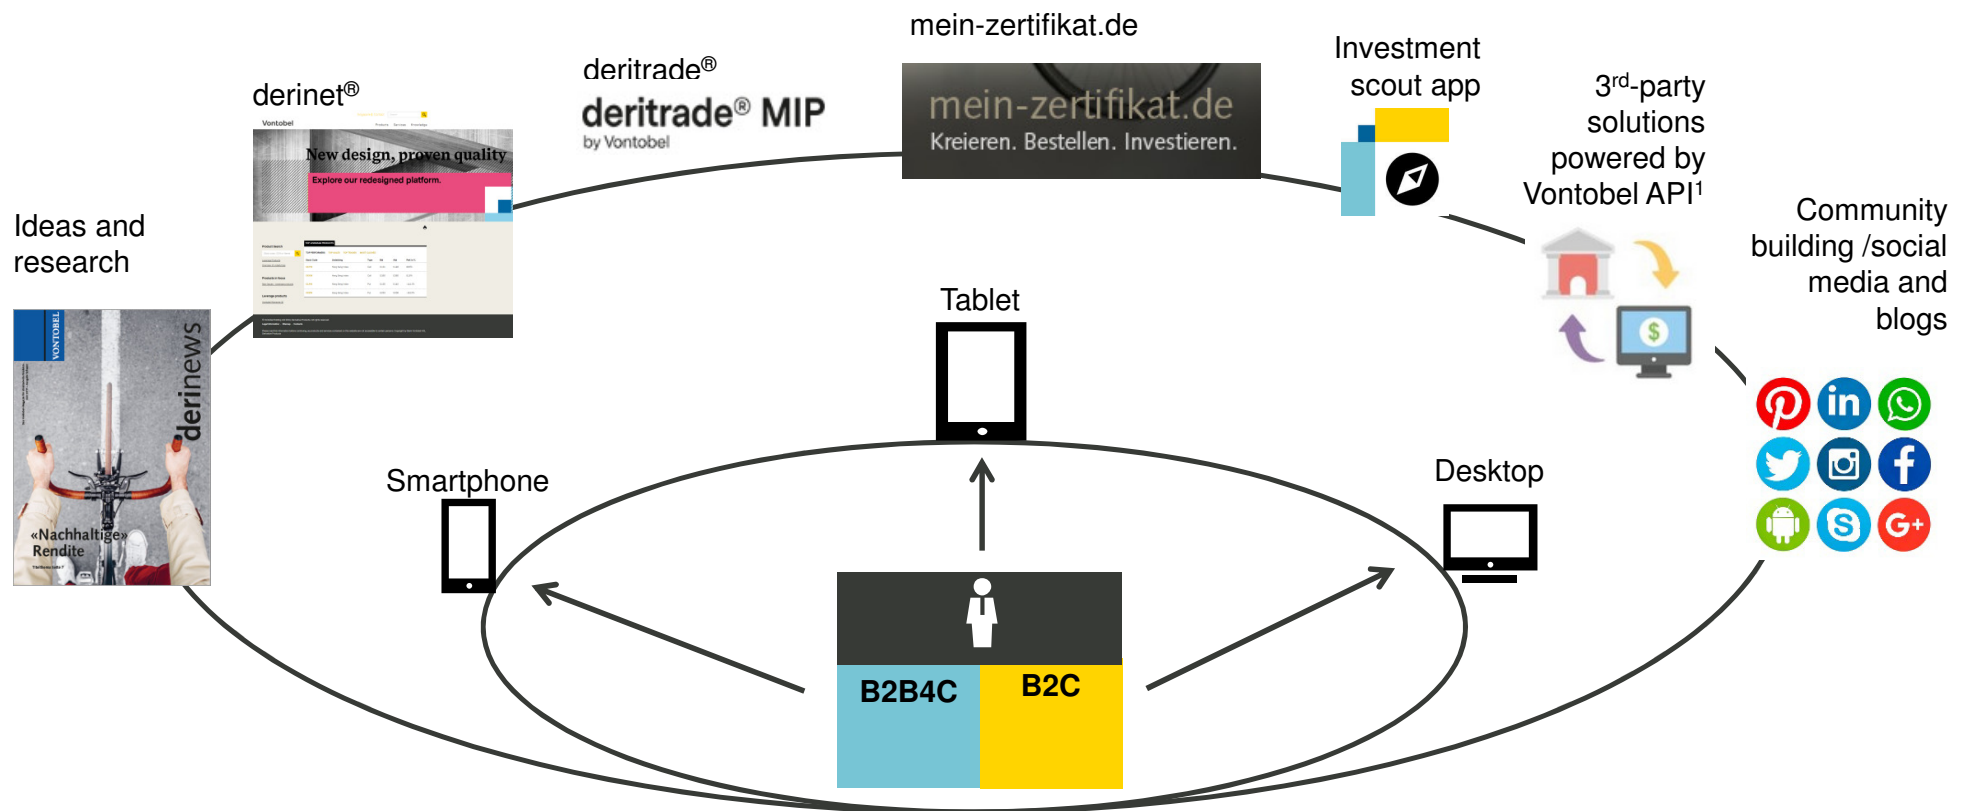 mein-zertifikat.de
Investment
scout app
deritrade®
deritrade® MIP
by Vontobel
mein-zertifikat.de
Kreieren. Bestellen. Investieren.
3rd-party
solutions
powered by
Vontobel API1
derinet®
Vontobel
New design, proven quality
Explore our redesigned platform.
Ideas and
research
VONTOBEL
derinews
«Nachhaltige»
Rendite
Community
building /social
media and
blogs
Tablet
Smartphone
Desktop
B2B4C
B2C